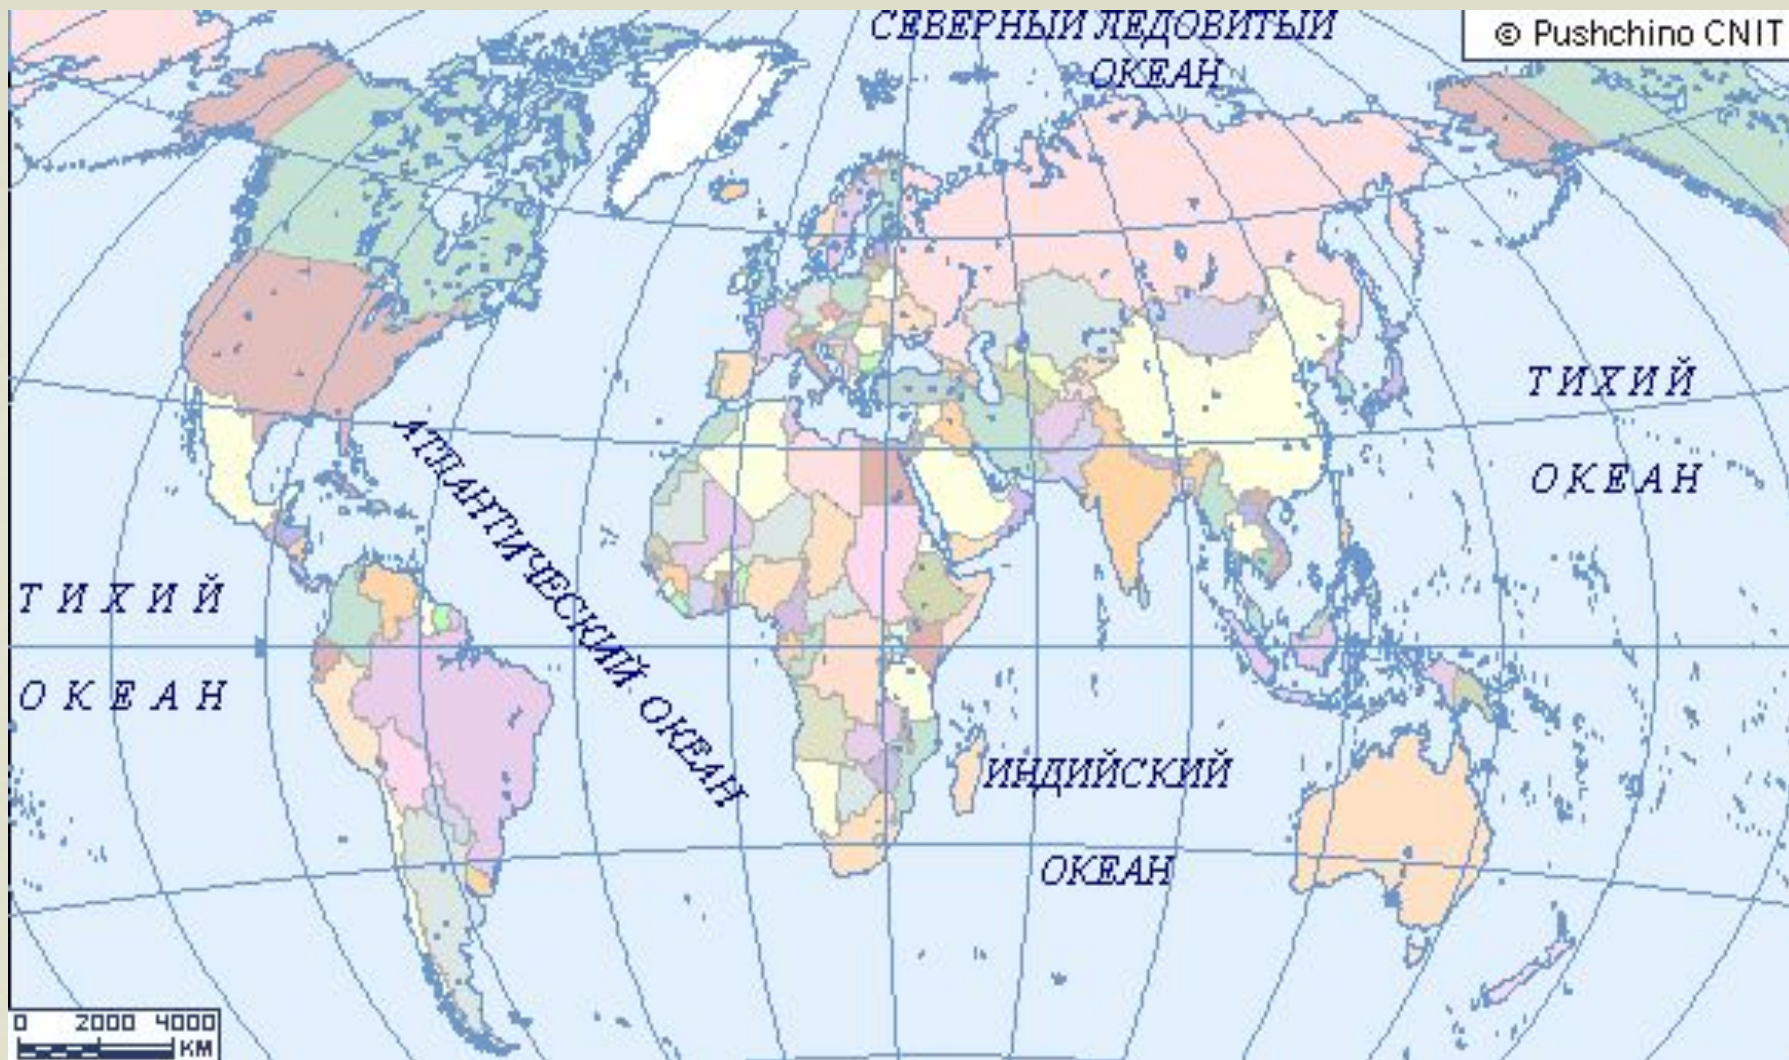 СЕВЕРНЫЙ ЛЕДОВИТЫЙ
ОКЕАН
© Pushchino CNIT
ТИХИЙ
ОКЕАН
АТЛАНТИЧЕСКИЙ ОКЕАН
ТИХИЙ
ОКЕАН
ИНДИЙСКИЙ
ОКЕАН
0 2000 4000
КМ